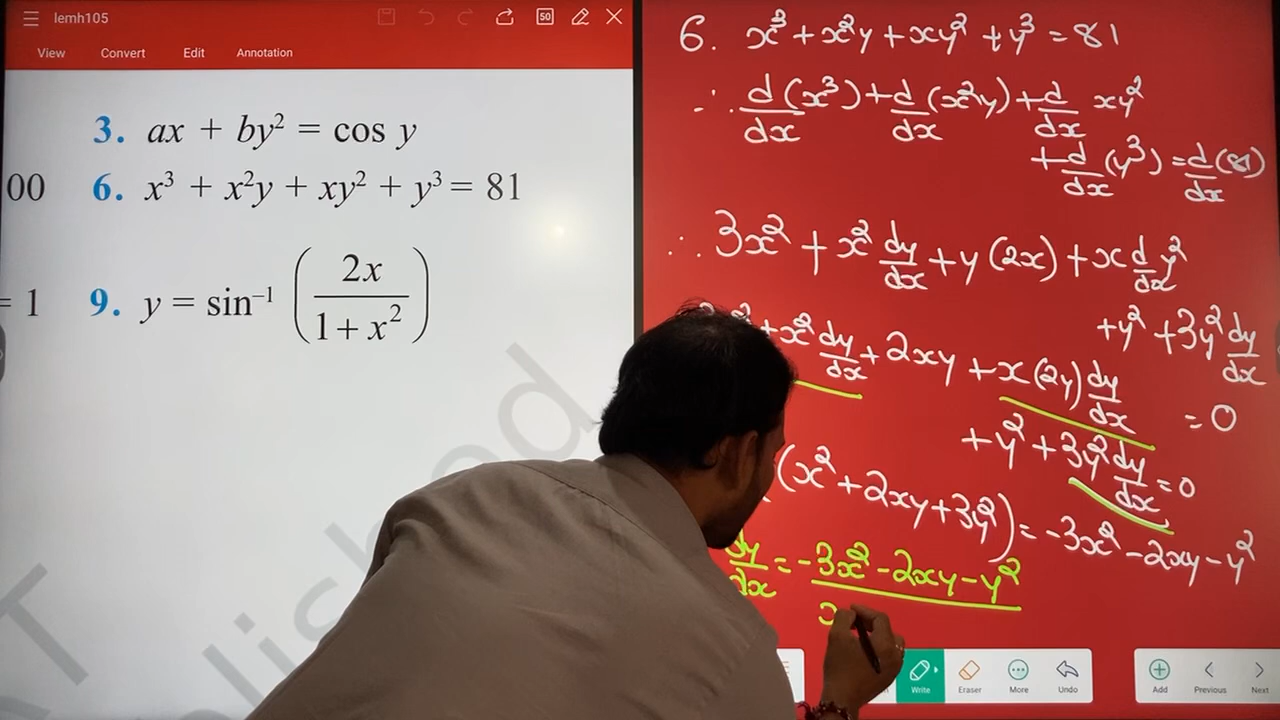 lemh105
50
View Convert Edit Annotation
3. ax + by² = cos y
00 6. x³ + x²y + xy² + y³ = 81
= 1 9. y = sin⁻¹ (2x / 1 + x²)
6. x³ + x²y + xy² + y³ = 81
∴ d/dx (x³) + d/dx (x²y) + d/dx xy²
+ d/dx (y³) = d/dx (81)
∴ 3x² + x² dy/dx + y (2x) + x d/dx y²
+ y² + 3y² dy/dx
= 0
+ x² dy/dx + 2xy + x(2y) dy/dx
+ y² + 3y² dy/dx = 0
(x² + 2xy + 3y²) = -3x² - 2xy - y²
dy/dx = -3x² - 2xy - y²
Write Eraser More Undo Add Previous Next